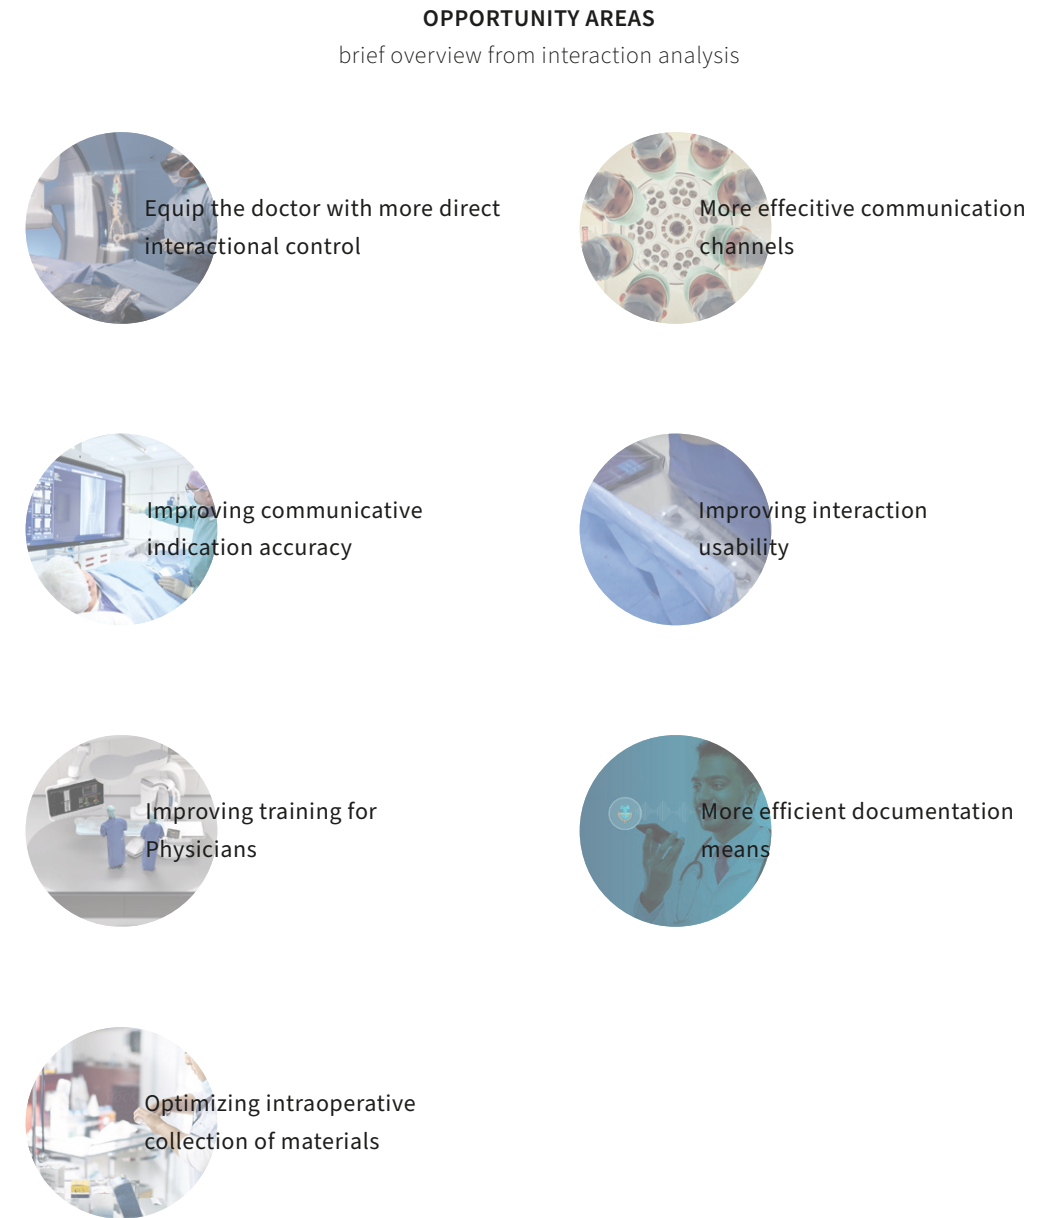 OPPORTUNITY AREAS
brief overview from interaction analysis
Equip the doctor with more direct
interactional control
More effecitive communication
channels
Improving communicative
indication accuracy
Improving interaction
usability
Improving training for
Physicians
More efficient documentation
means
Optimizing intraoperative
collection of materials